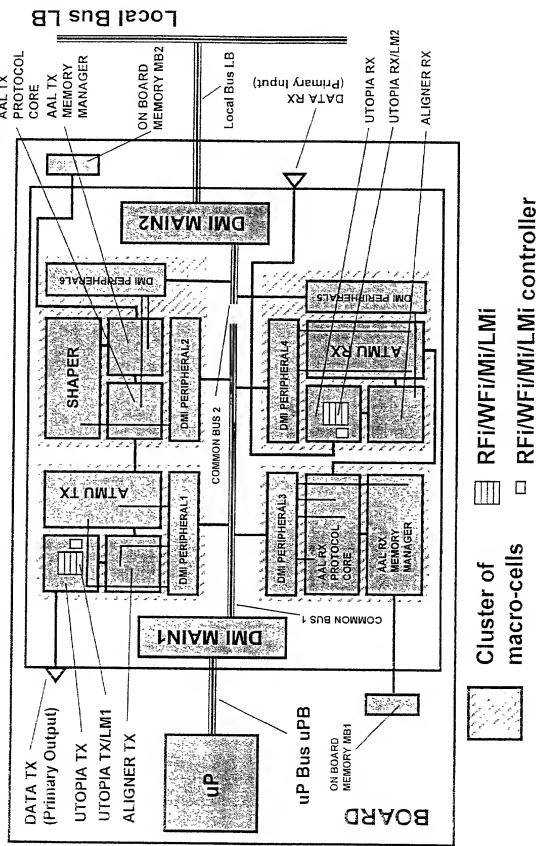 AAL TX
PROTOCOL
CORE
AAL TX
MEMORY
MANAGER
ON BOARD
MEMORY MB2
Local Bus LB
Local Bus LB
DATA RX
(Primary Input)
UTOPIA RX
UTOPIA RX/LM2
ALIGNER RX
DMI MAIN2
DMI PERIPHERAL6
SHAPER
DMI PERIPHERAL2
COMMON BUS 2
DMI PERIPHERAL4
DMI PERIPHERAL5
ATMU RX
ATMU TX
DMI PERIPHERAL1
DMI PERIPHERAL3
AAL RX
PROTOCOL
CORE
AAL RX
MEMORY
MANAGER
COMMON BUS 1
DMI MAIN1
DATA TX
(Primary Output)
UTOPIA TX
UTOPIA TX/LM1
ALIGNER TX
uP
uP Bus uPB
ON BOARD
MEMORY MB1
BOARD
Cluster of
macro-cells
RFi/WFi/Mi/LMi
RFi/WFi/Mi/LMi controller